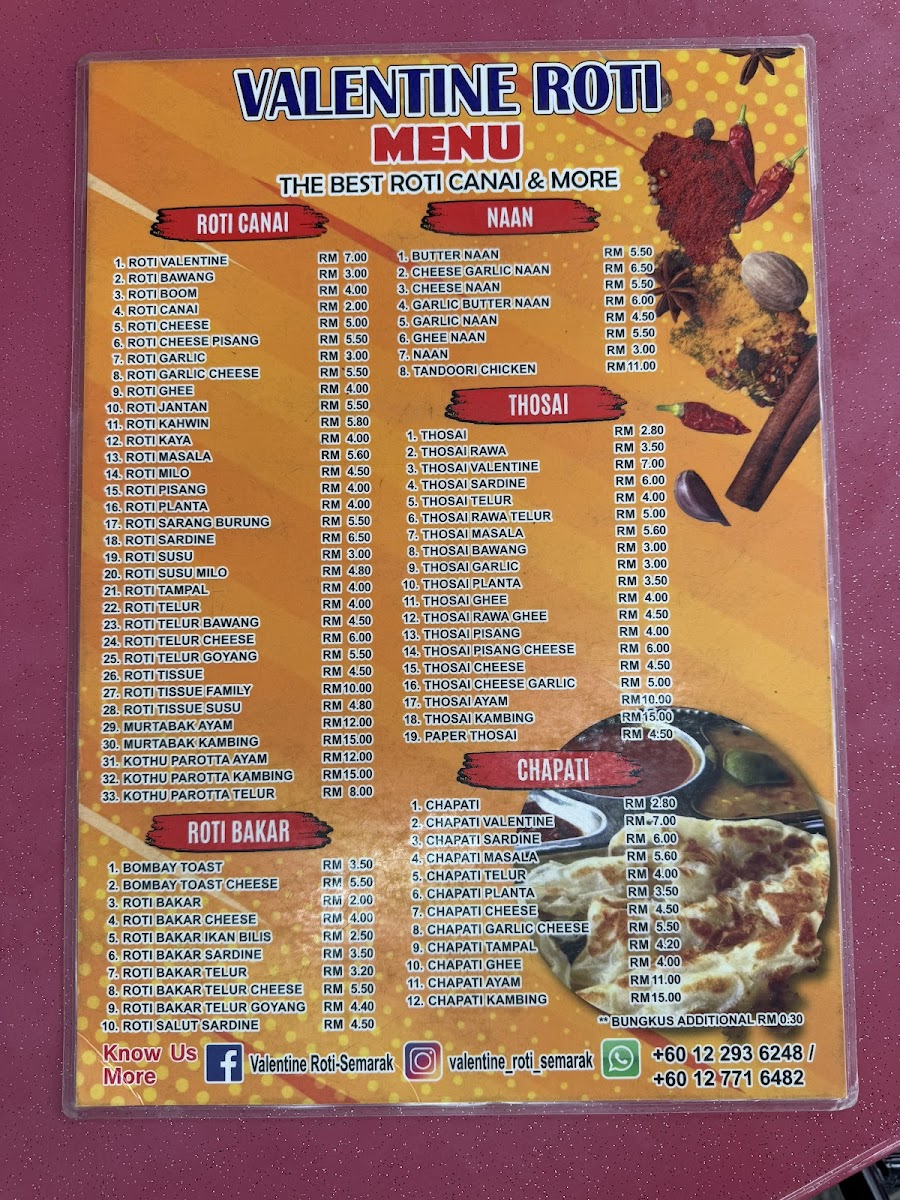 VALENTINE ROTI
MENU
THE BEST ROTI CANAI & MORE
ROTI CANAI
1. ROTI VALENTINE RM 7.00
2. ROTI BAWANG RM 3.00
3. ROTI BOOM RM 4.00
4. ROTI CANAI RM 2.00
5. ROTI CHEESE RM 5.00
6. ROTI CHEESE PISANG RM 5.50
7. ROTI GARLIC RM 3.00
8. ROTI GARLIC CHEESE RM 5.50
9. ROTI GHEE RM 4.00
10. ROTI JANTAN RM 5.50
11. ROTI KAHWIN RM 5.80
12. ROTI KAYA RM 4.00
13. ROTI MASALA RM 5.60
14. ROTI MILO RM 4.50
15. ROTI PISANG RM 4.00
16. ROTI PLANTA RM 4.00
17. ROTI SARANG BURUNG RM 5.50
18. ROTI SARDINE RM 6.50
19. ROTI SUSU RM 3.00
20. ROTI SUSU MILO RM 4.80
21. ROTI TAMPAL RM 4.00
22. ROTI TELUR RM 4.00
23. ROTI TELUR BAWANG RM 4.50
24. ROTI TELUR CHEESE RM 6.00
25. ROTI TELUR GOYANG RM 5.50
26. ROTI TISSUE RM 4.50
27. ROTI TISSUE FAMILY RM10.00
28. ROTI TISSUE SUSU RM 4.80
29. MURTABAK AYAM RM12.00
30. MURTABAK KAMBING RM15.00
31. KOTHU PAROTTA AYAM RM12.00
32. KOTHU PAROTTA KAMBING RM15.00
33. KOTHU PAROTTA TELUR RM 8.00
ROTI BAKAR
1. BOMBAY TOAST RM 3.50
2. BOMBAY TOAST CHEESE RM 5.50
3. ROTI BAKAR RM 2.00
4. ROTI BAKAR CHEESE RM 4.00
5. ROTI BAKAR IKAN BILIS RM 2.50
6. ROTI BAKAR SARDINE RM 3.50
7. ROTI BAKAR TELUR RM 3.20
8. ROTI BAKAR TELUR CHEESE RM 5.50
9. ROTI BAKAR TELUR GOYANG RM 4.40
10. ROTI SALUT SARDINE RM 4.50
NAAN
1. BUTTER NAAN RM 5.50
2. CHEESE GARLIC NAAN RM 6.50
3. CHEESE NAAN RM 5.50
4. GARLIC BUTTER NAAN RM 6.00
5. GARLIC NAAN RM 4.50
6. GHEE NAAN RM 5.50
7. NAAN RM 3.00
8. TANDOORI CHICKEN RM11.00
THOSAI
1. THOSAI RM 2.80
2. THOSAI RAWA RM 3.50
3. THOSAI VALENTINE RM 7.00
4. THOSAI SARDINE RM 6.00
5. THOSAI TELUR RM 4.00
6. THOSAI RAWA TELUR RM 5.00
7. THOSAI MASALA RM 5.60
8. THOSAI BAWANG RM 3.00
9. THOSAI GARLIC RM 3.00
10. THOSAI PLANTA RM 3.50
11. THOSAI GHEE RM 4.00
12. THOSAI RAWA GHEE RM 4.50
13. THOSAI PISANG RM 4.00
14. THOSAI PISANG CHEESE RM 6.00
15. THOSAI CHEESE RM 4.50
16. THOSAI CHEESE GARLIC RM 5.00
17. THOSAI AYAM RM10.00
18. THOSAI KAMBING RM15.00
19. PAPER THOSAI RM 4.50
CHAPATI
1. CHAPATI RM 2.80
2. CHAPATI VALENTINE RM 7.00
3. CHAPATI SARDINE RM 6.00
4. CHAPATI MASALA RM 5.60
5. CHAPATI TELUR RM 4.00
6. CHAPATI PLANTA RM 3.50
7. CHAPATI CHEESE RM 4.50
8. CHAPATI GARLIC CHEESE RM 5.50
9. CHAPATI TAMPAL RM 4.20
10. CHAPATI GHEE RM 4.00
11. CHAPATI AYAM RM11.00
12. CHAPATI KAMBING RM15.00
** BUNGKUS ADDITIONAL RM 0.30
Know Us
More
Valentine Roti-Semarak
valentine_roti_semarak
+60 12 293 6248 /
+60 12 771 6482